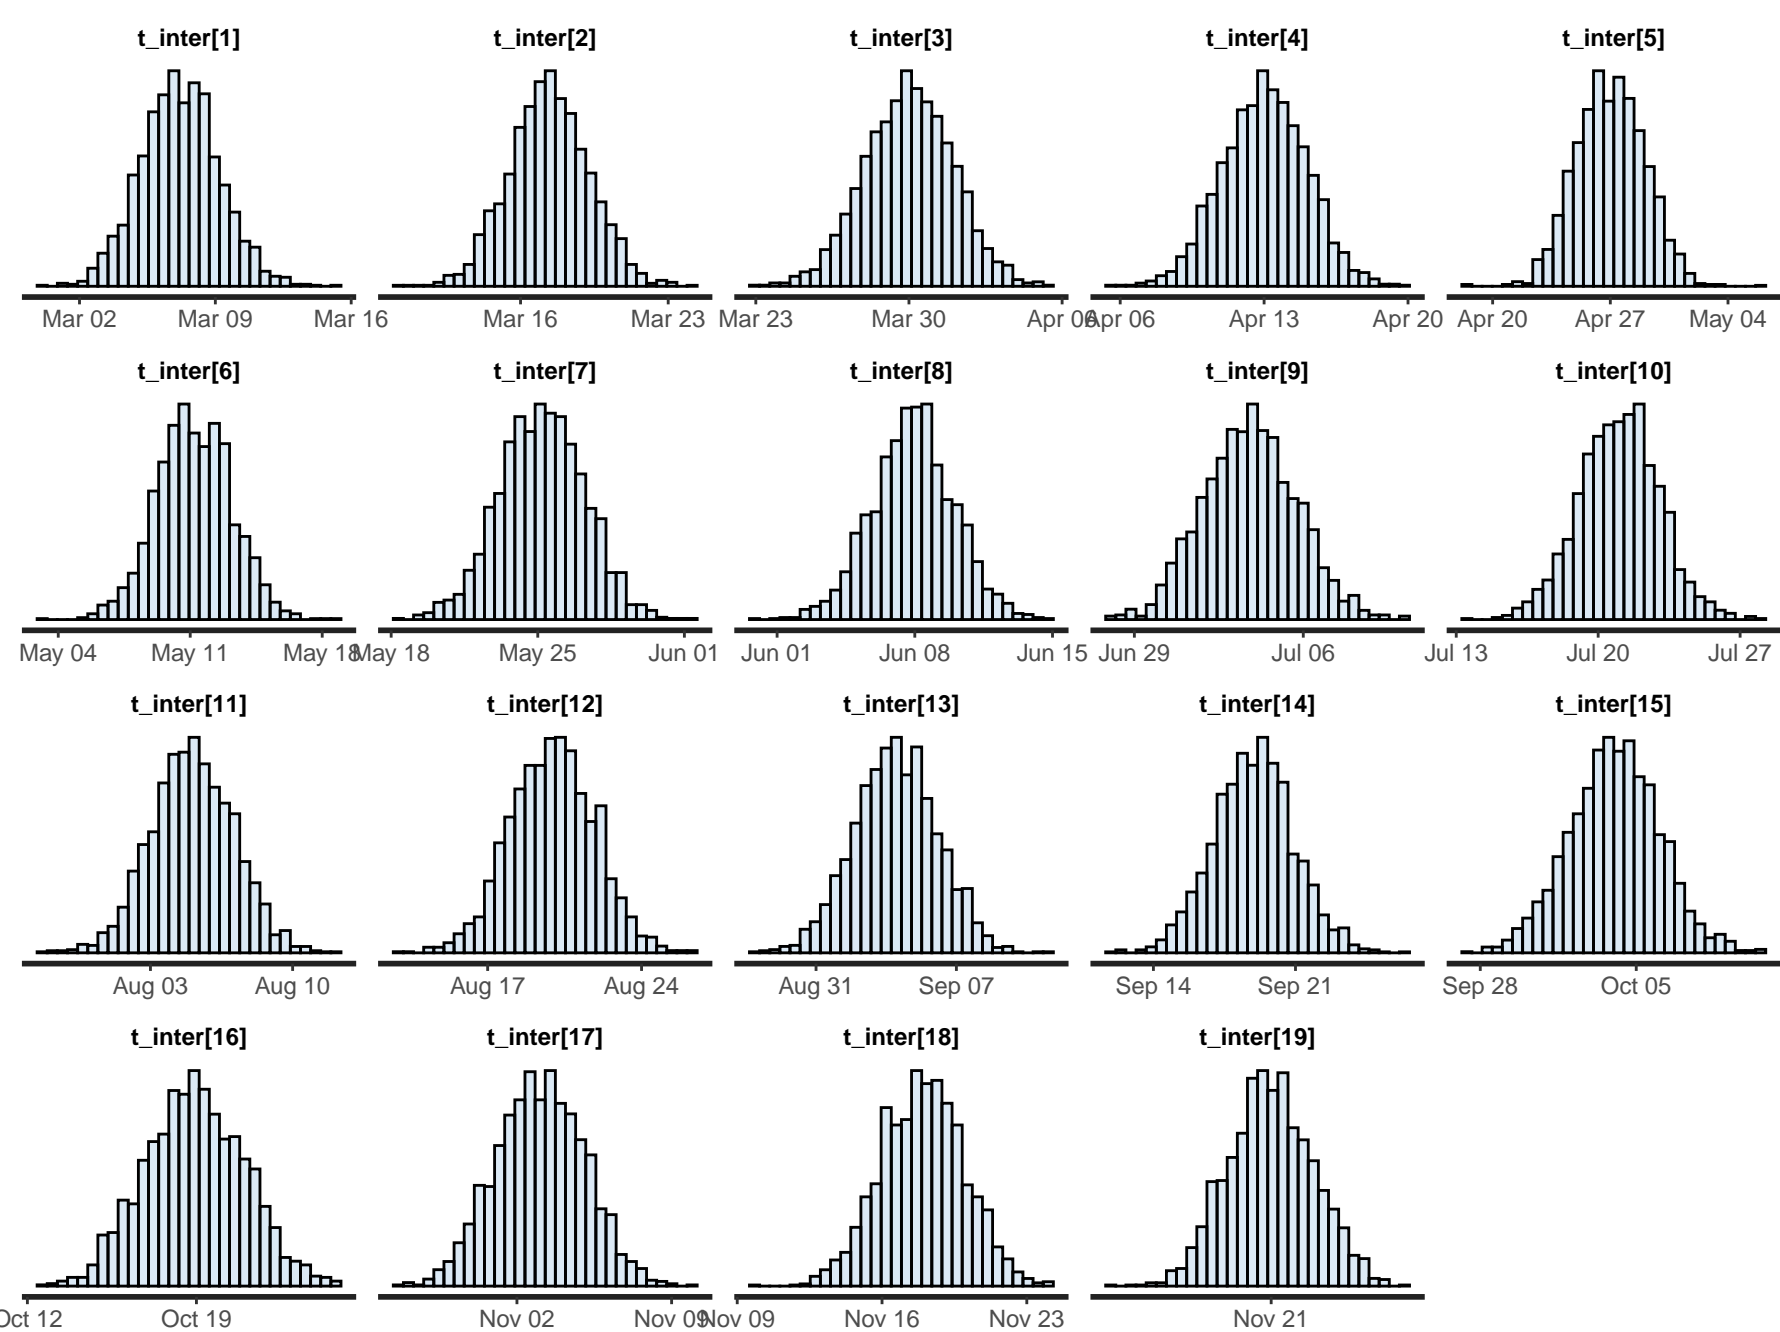 t_inter[1] t_inter[2] t_inter[3] t_inter[4] t_inter[5]
Mar 02 Mar 09 Mar 16 Mar 16 Mar 23 Mar 23 Mar 30 Apr 06 Apr 06 Apr 13 Apr 20 Apr 20 Apr 27 May 04
t_inter[6] t_inter[7] t_inter[8] t_inter[9] t_inter[10]
May 04 May 11 May 18 May 18 May 25 Jun 01 Jun 01 Jun 08 Jun 15 Jun 29 Jul 06 Jul 13 Jul 20 Jul 27
t_inter[11] t_inter[12] t_inter[13] t_inter[14] t_inter[15]
Aug 03 Aug 10 Aug 17 Aug 24 Aug 31 Sep 07 Sep 14 Sep 21 Sep 28 Oct 05
t_inter[16] t_inter[17] t_inter[18] t_inter[19]
Oct 12 Oct 19 Nov 02 Nov 09 Nov 09 Nov 16 Nov 23 Nov 21